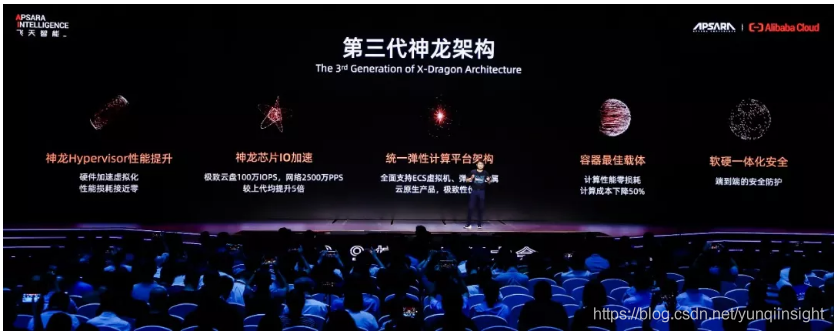 APSARA
INTELLIGENCE
飞天智能
APSARA
Alibaba Cloud
第三代神龙架构
The 3rd Generation of X-Dragon Architecture
神龙Hypervisor性能提升
硬件加速虚拟化
性能损耗接近零
神龙芯片IO加速
极致云盘100万IOPS，网络2500万PPS
较上代均提升5倍
统一弹性计算平台架构
全面支持ECS虚拟机、弹
属
云原生产品，极致性
容器最佳载体
计算性能零损耗
计算成本下降50%
软硬一体化安全
端到端的安全防护
https://blog.csdn.net/yunqiinsight